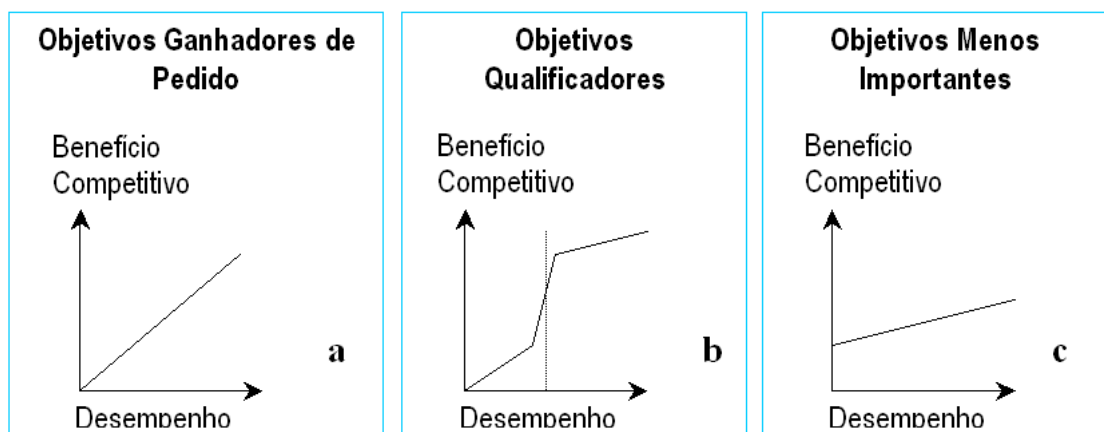 Objetivos Ganhadores de
Pedido
Benefício
Competitivo
a
Desempenho
Objetivos
Qualificadores
Benefício
Competitivo
b
Desempenho
Objetivos Menos
Importantes
Benefício
Competitivo
c
Desempenho